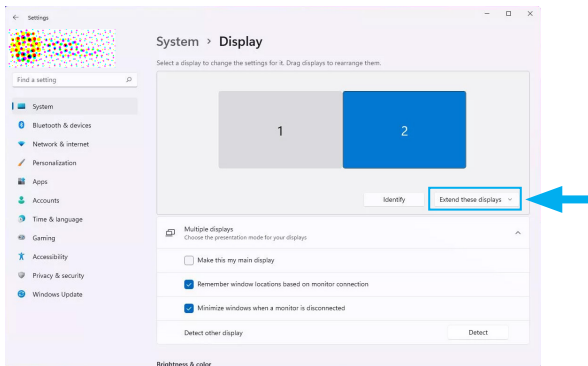 Settings
System > Display
Select a display to change the settings for it. Drag displays to rearrange them.
Find a setting
System
Bluetooth & devices
Network & internet
Personalization
Apps
Accounts
Time & language
Gaming
Accessibility
Privacy & security
Windows Update
1
2
Identify
Extend these displays
Multiple displays
Choose the presentation mode for your displays
Make this my main display
Remember window locations based on monitor connection
Minimize windows when a monitor is disconnected
Detect other display
Detect
Brightness & color